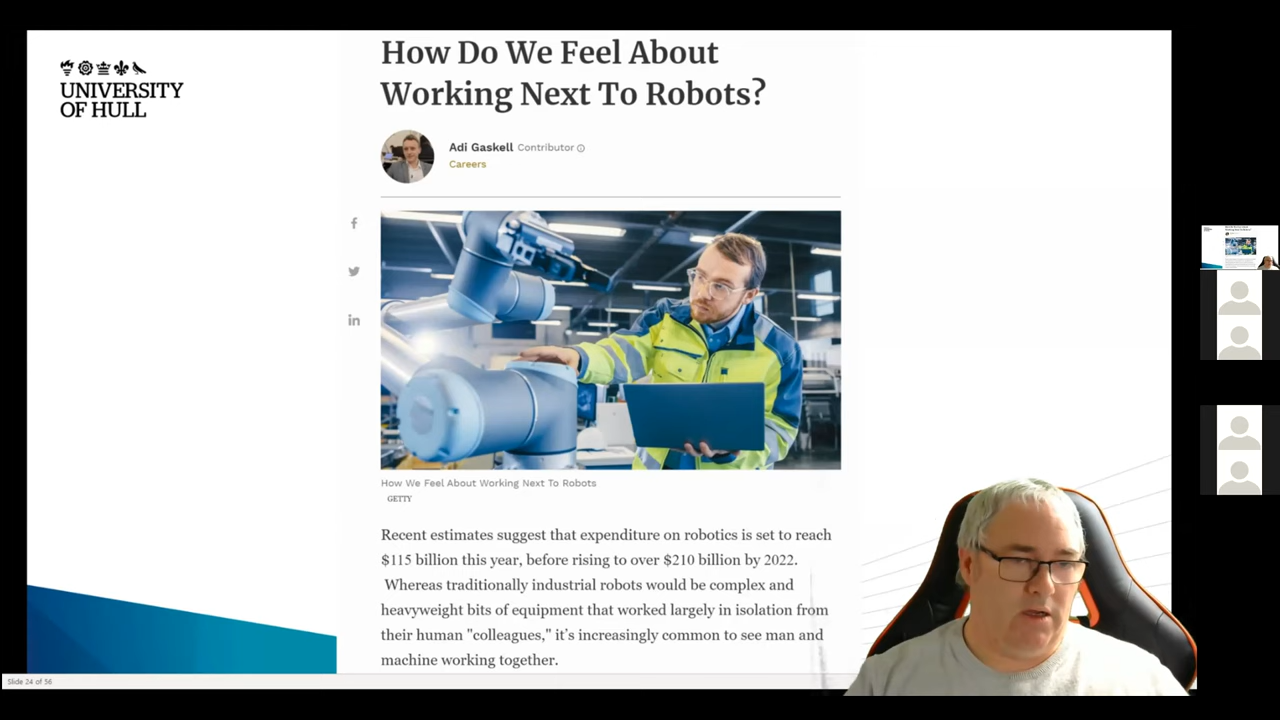 UNIVERSITY
OF HULL
How Do We Feel About
Working Next To Robots?
Adi Gaskell Contributor
Careers
How We Feel About Working Next To Robots
GETTY
Recent estimates suggest that expenditure on robotics is set to reach
$115 billion this year, before rising to over $210 billion by 2022.
Whereas traditionally industrial robots would be complex and
heavyweight bits of equipment that worked largely in isolation from
their human "colleagues," it's increasingly common to see man and
machine working together.
Slide 24 of 56